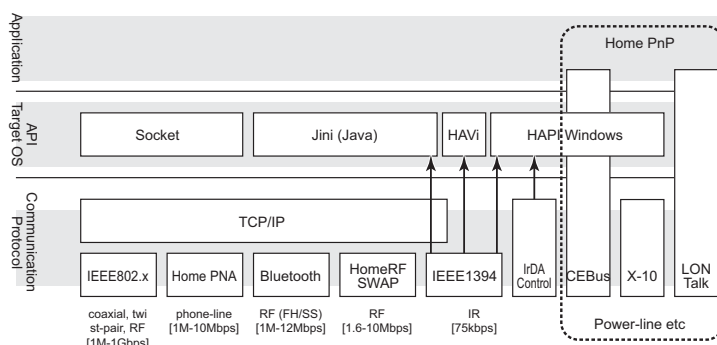 Application
Home PnP
API
Target OS
Socket
Jini (Java)
HAVi
HAPI Windows
Communication
Protocol
TCP/IP
IEEE802.x
Home PNA
Bluetooth
HomeRF
SWAP
IEEE1394
IrDA
Control
CEBus
X-10
LON
Talk
coaxial, twi
st-pair, RF
[1M-1Gbps]
phone-line
[1M-10Mbps]
RF (FH/SS)
[1M-12Mbps]
RF
[1.6-10Mbps]
IR
[75kbps]
Power-line etc